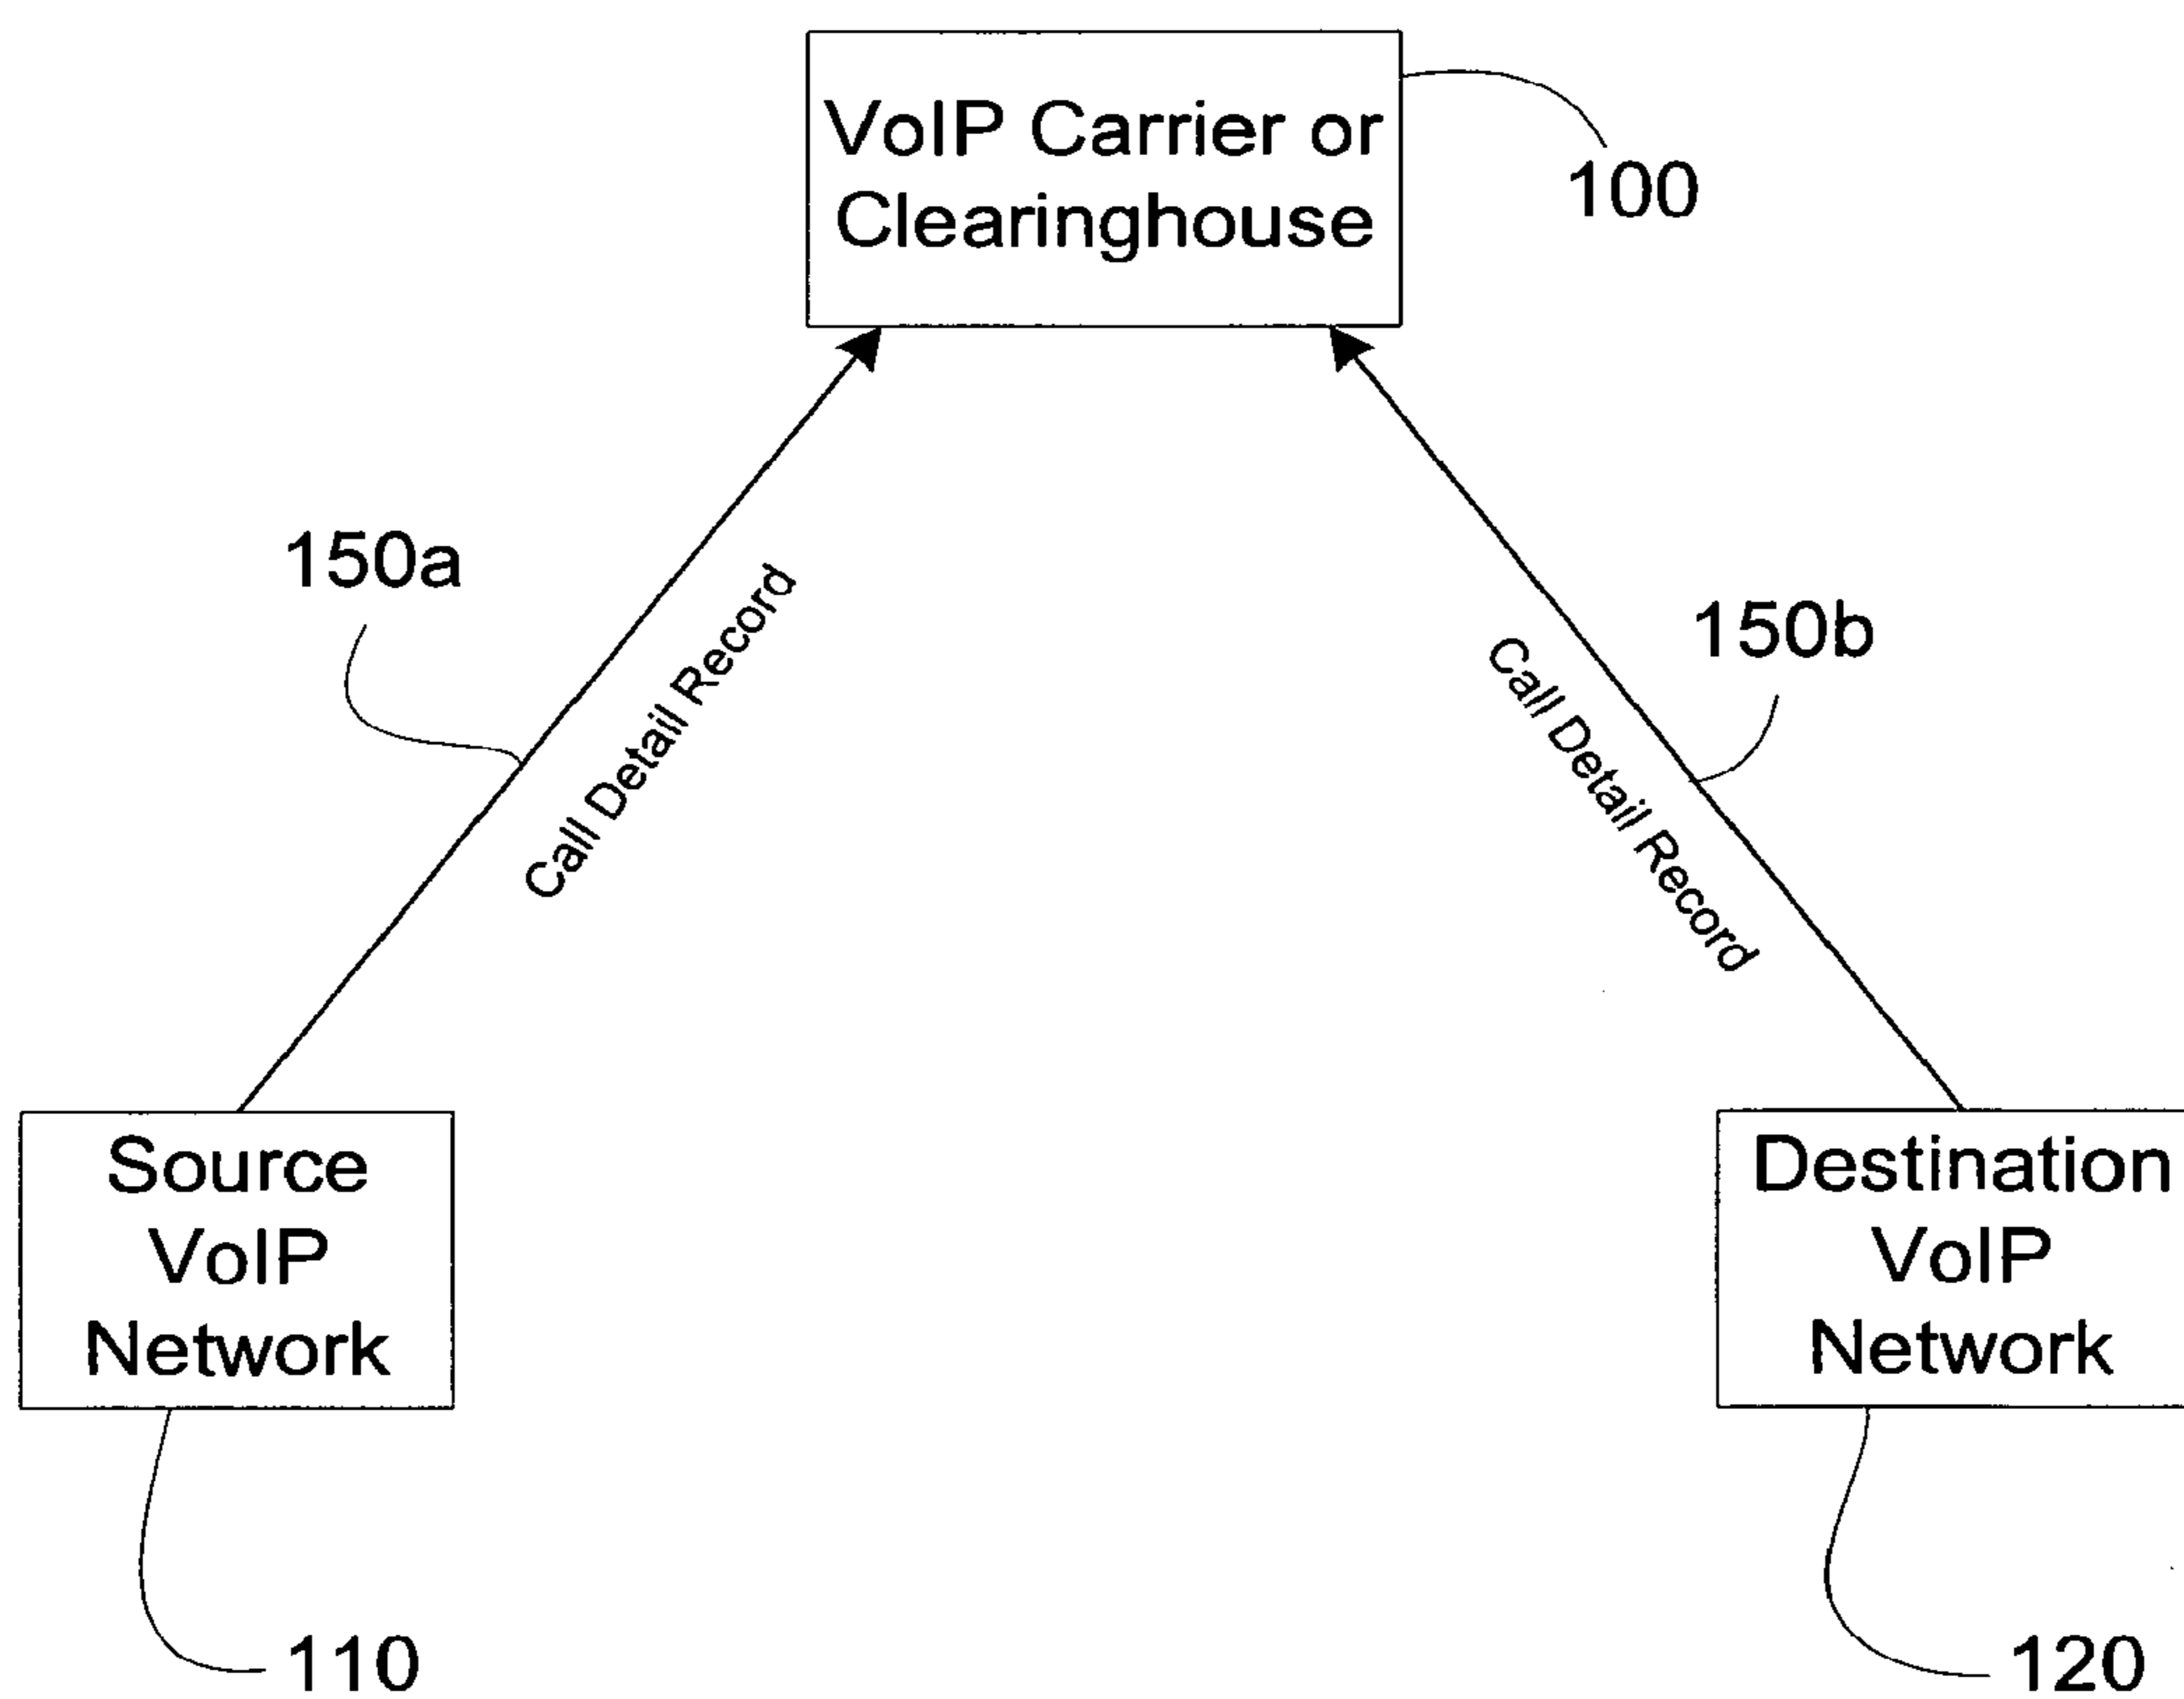 VoIP Carrier or
Clearinghouse
100
150a
Call Detail Record
150b
Call Detail Record
Source
VoIP
Network
Destination
VoIP
Network
110
120